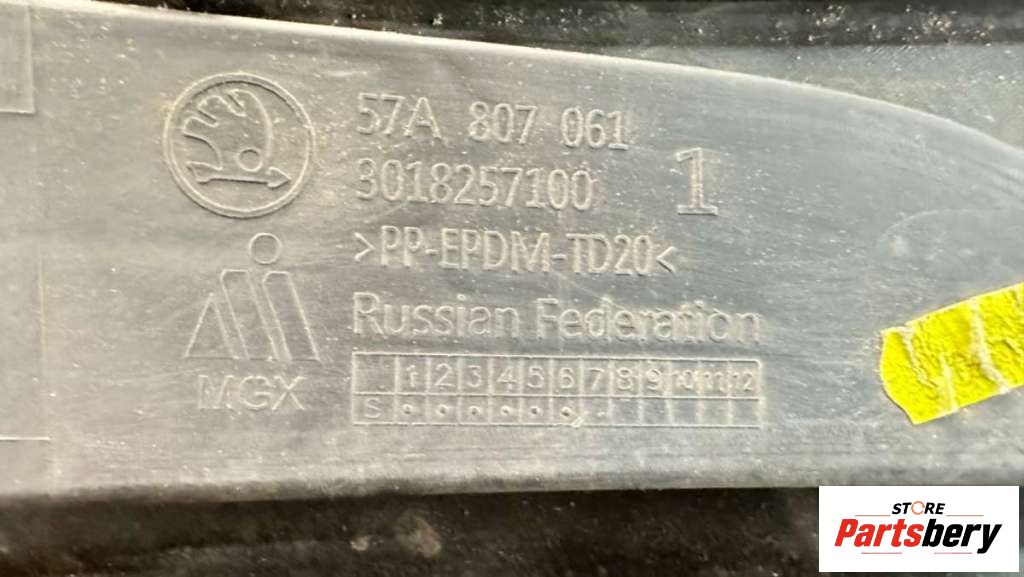 57A 807 061
3018257100
1
>PP-EPDM-TD20<
Russian Federation
MGX
1 2 3 4 5 6 7 8 9 10 11 12
S
STORE
Partsbery